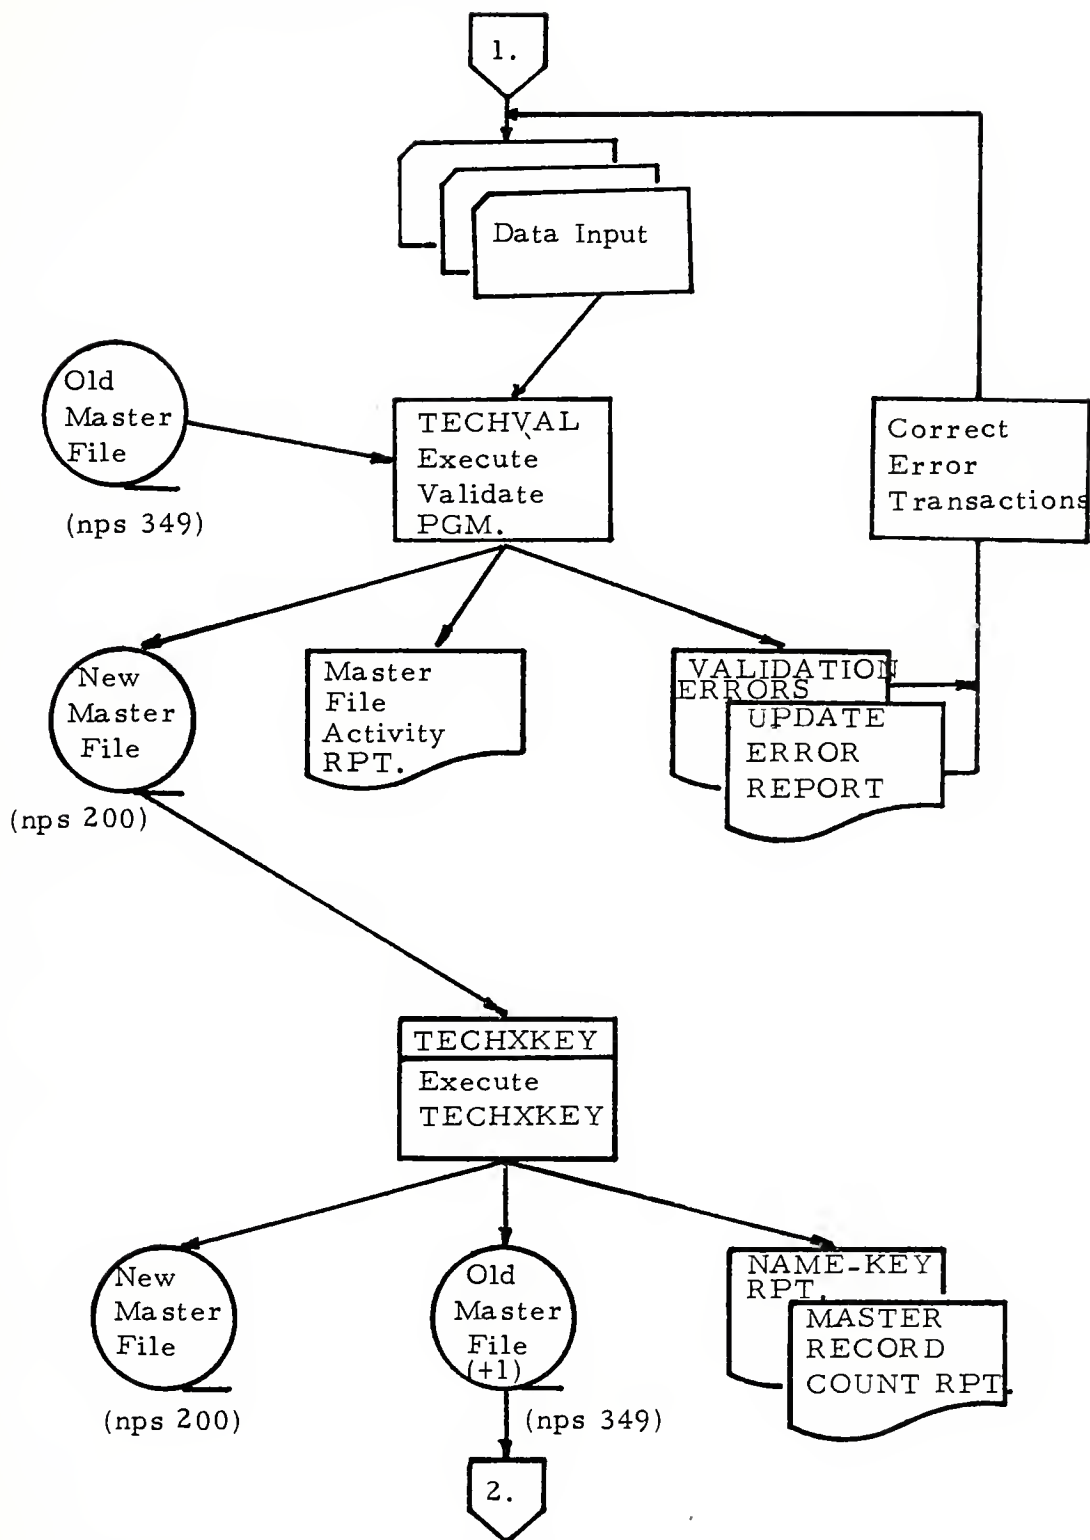 1.
Data Input
Old
Master
File
(nps 349)
TECHVAL
Execute
Validate
PGM.
Correct
Error
Transactions
New
Master
File
(nps 200)
Master
File
Activity
RPT.
VALIDATION
ERRORS
UPDATE
ERROR
REPORT
TECHXKEY
Execute
TECHXKEY
New
Master
File
(nps 200)
Old
Master
File
(+1)
(nps 349)
NAME-KEY
RPT.
MASTER
RECORD
COUNT RPT.
2.